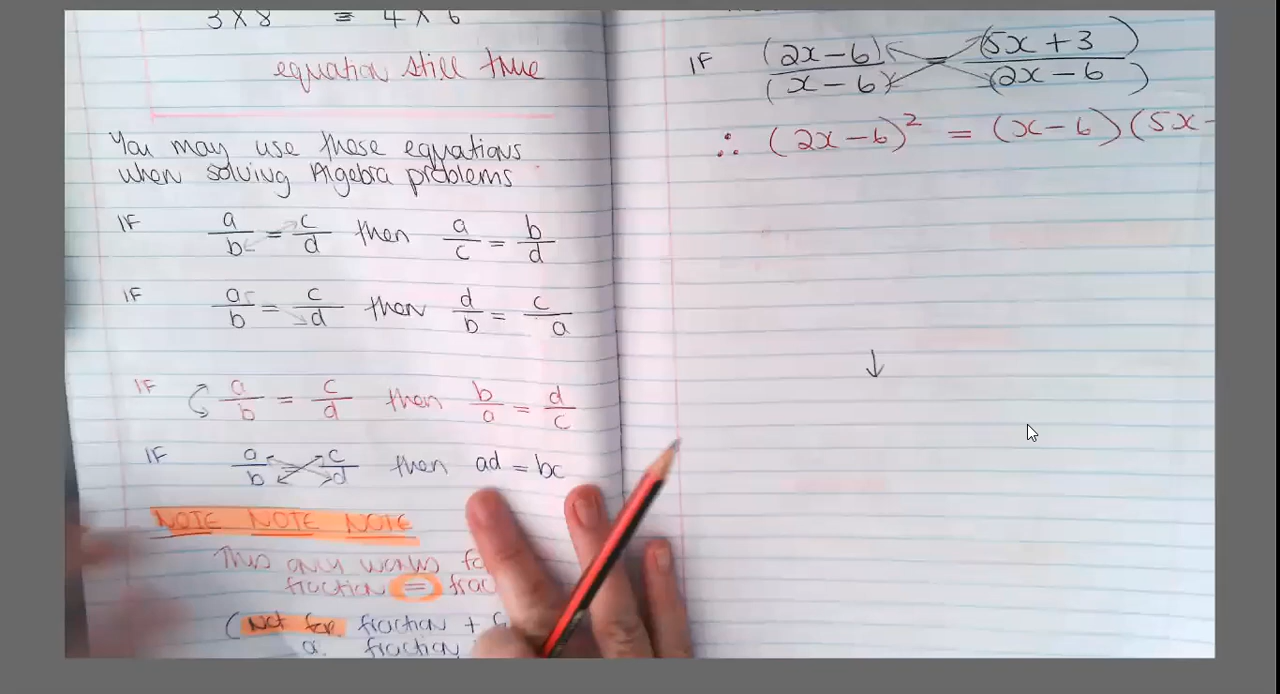 3 x 8 = 4 x 6
equation still true
You may use these equations
when solving Algebra problems
IF a/b = c/d then a/c = b/d
IF a/b = c/d then d/b = c/a
IF a/b = c/d then b/a = d/c
IF a/b = c/d then ad = bc
NOTE NOTE NOTE
This only works
fraction = frac
(Not for fraction +
fraction
IF (2x-6)/(x-6) = (5x+3)/(2x-6)
∴ (2x-6)² = (x-6)(5x-